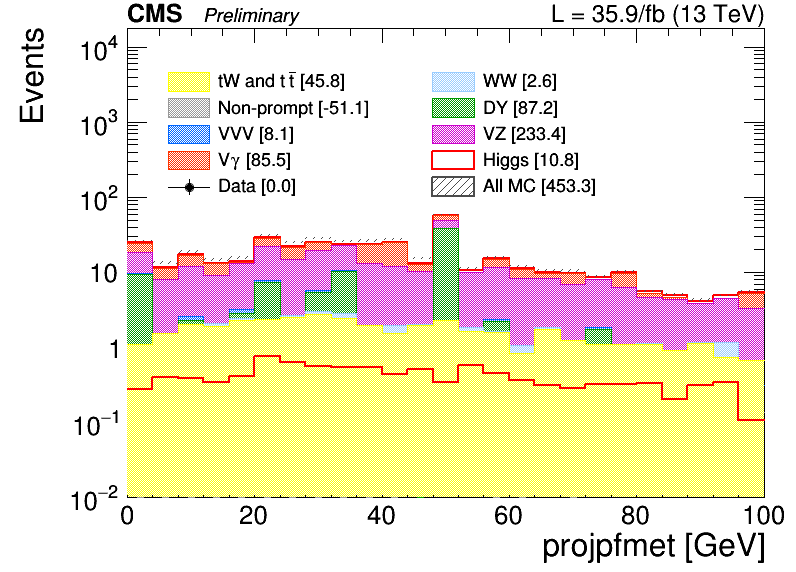 CMS Preliminary L = 35.9/fb (13 TeV)
Events
10⁴
10³
10²
10
1
10⁻¹
10⁻²
tW and t t̅ [45.8]
Non-prompt [-51.1]
VVV [8.1]
Vγ [85.5]
Data [0.0]
WW [2.6]
DY [87.2]
VZ [233.4]
Higgs [10.8]
All MC [453.3]
0 20 40 60 80 100
projpfmet [GeV]